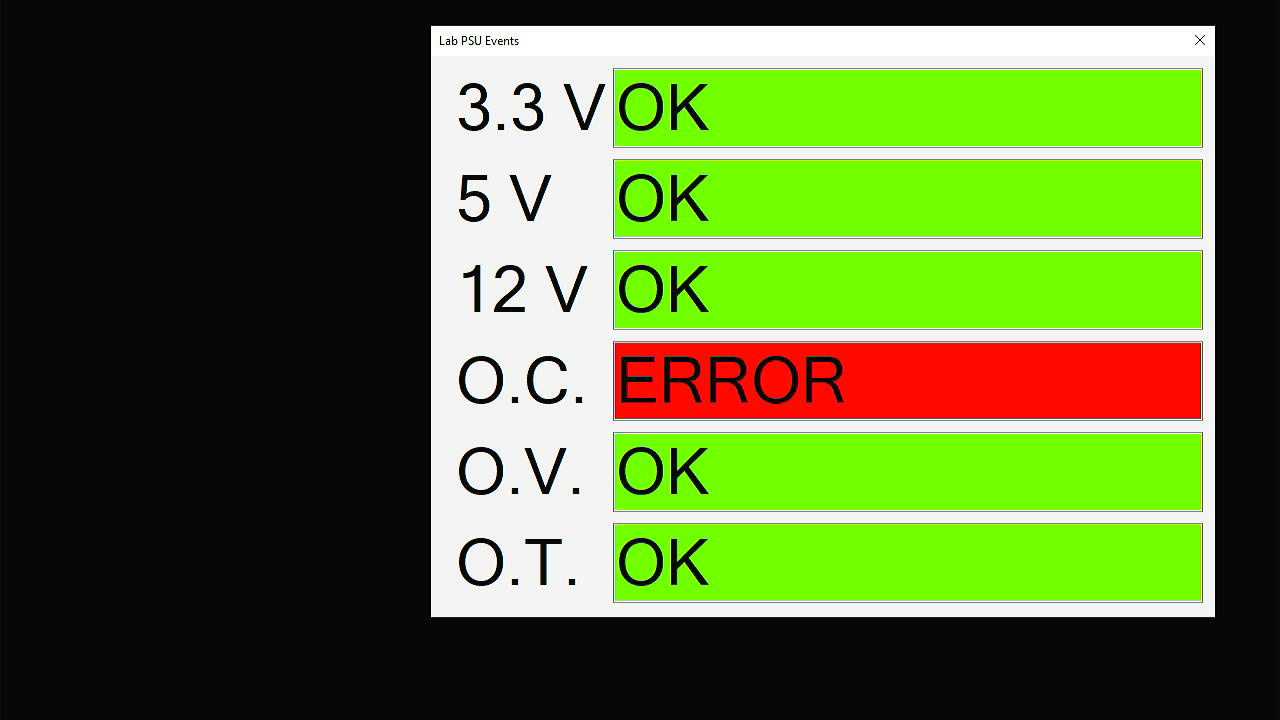 Lab PSU Events
3.3 V OK
5 V OK
12 V OK
O.C. ERROR
O.V. OK
O.T. OK